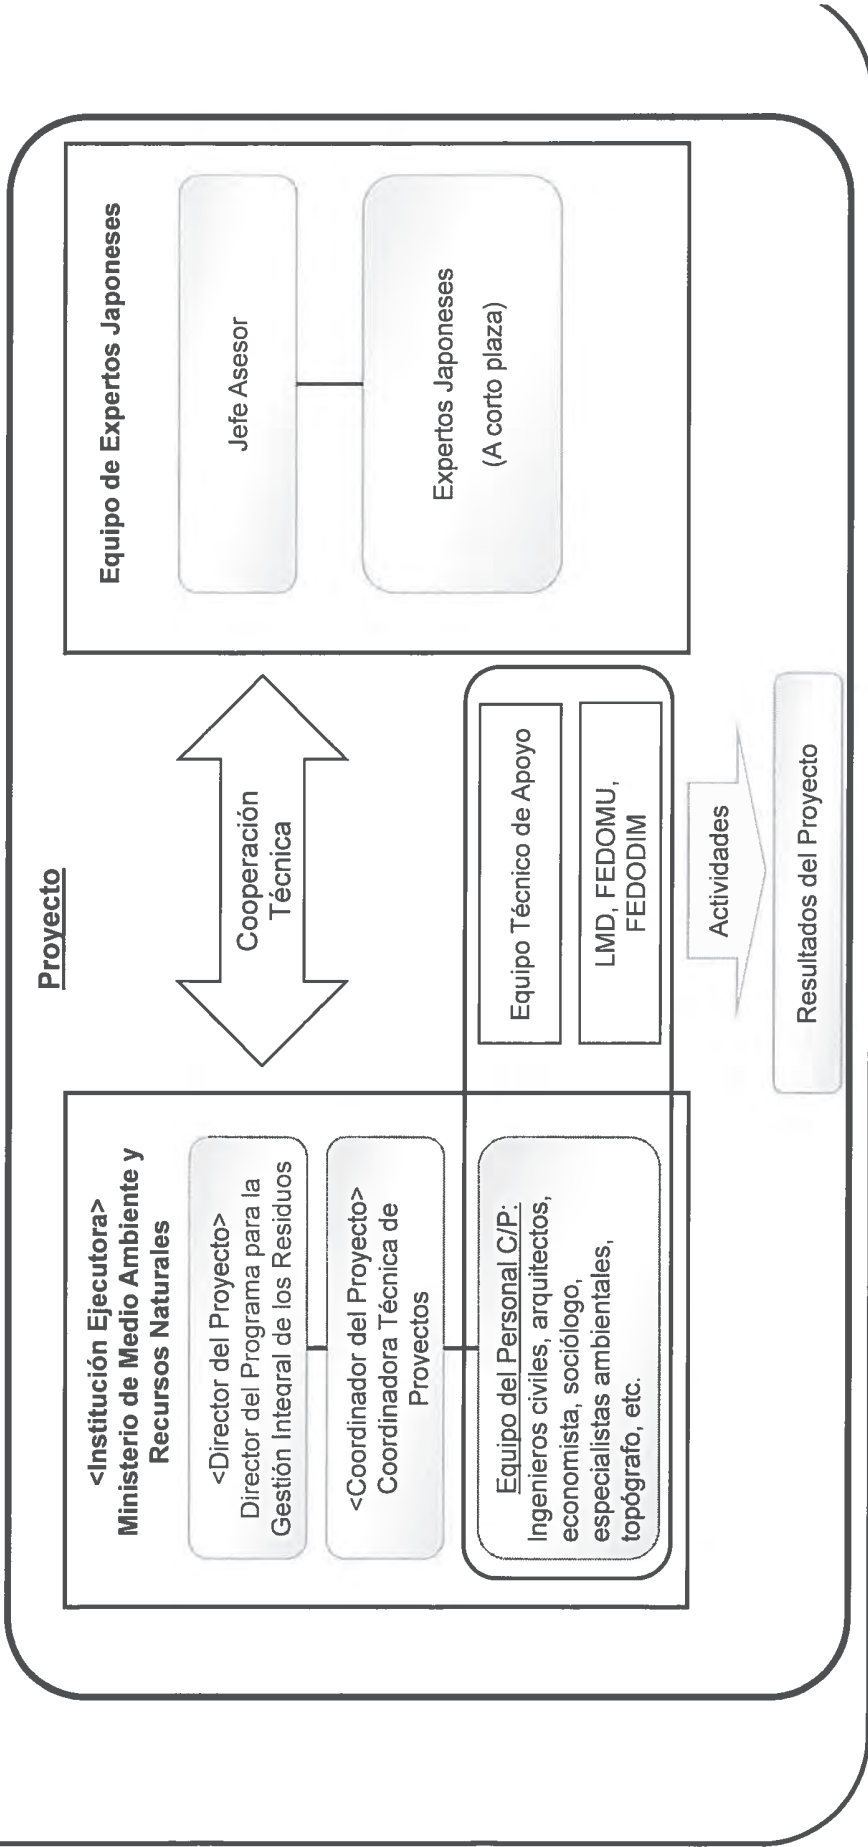 Proyecto
<Institución Ejecutora>
Ministerio de Medio Ambiente y
Recursos Naturales
<Director del Proyecto>
Director del Programa para la
Gestión Integral de los Residuos
<Coordinador del Proyecto>
Coordinadora Técnica de
Proyectos
Equipo del Personal C/P:
Ingenieros civiles, arquitectos,
economista, sociólogo,
especialistas ambientales,
topógrafo, etc.
Cooperación
Técnica
Equipo Técnico de Apoyo
LMD, FEDOMU,
FEDODIM
Actividades
Resultados del Proyecto
Equipo de Expertos Japoneses
Jefe Asesor
Expertos Japoneses
(A corto plaza)